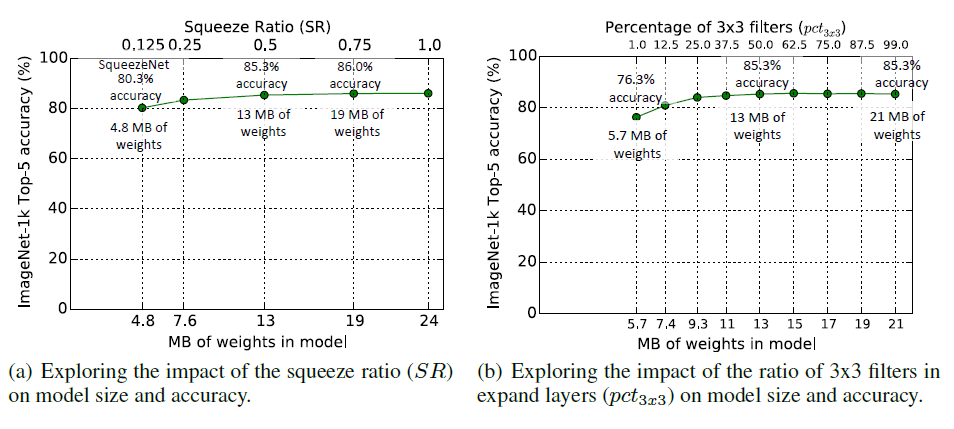 Squeeze Ratio (SR)
0.125 0.25 0.5 0.75 1.0
100
80
60
40
20
0
ImageNet-1k Top-5 accuracy (%)
SqueezeNet
80.3%
accuracy
4.8 MB of
weights
85.3%
accuracy
13 MB of
weights
86.0%
accuracy
19 MB of
weights
4.8 7.6 13 19 24
MB of weights in model
(a) Exploring the impact of the squeeze ratio (SR)
on model size and accuracy.
Percentage of 3x3 filters (pct3x3)
1.0 12.5 25.0 37.5 50.0 62.5 75.0 87.5 99.0
100
80
60
40
20
0
ImageNet-1k Top-5 accuracy (%)
76.3%
accuracy
5.7 MB of
weights
85.3%
accuracy
13 MB of
weights
85.3%
accuracy
21 MB of
weights
5.7 7.4 9.3 11 13 15 17 19 21
MB of weights in model
(b) Exploring the impact of the ratio of 3x3 filters in
expand layers (pct3x3) on model size and accuracy.